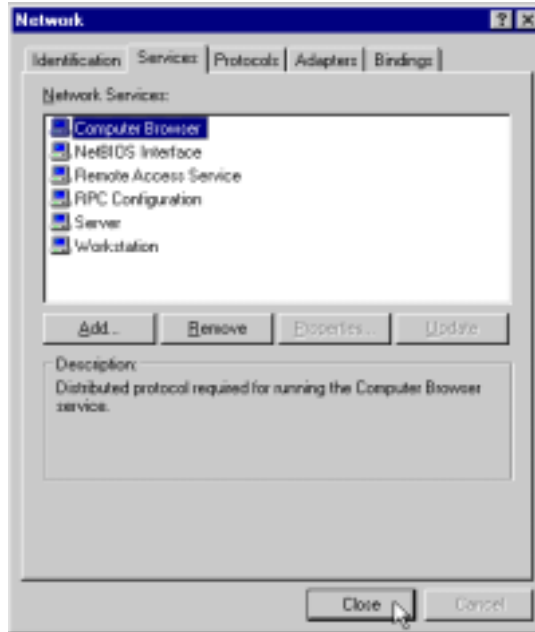 Network
Identification Services Protocols Adapters Bindings
Network Services:
Computer Browser
NetBIOS Interface
Remote Access Service
RPC Configuration
Server
Workstation
Add... Remove Properties... Update
Description:
Distributed protocol required for running the Computer Browser
service.
Close Cancel